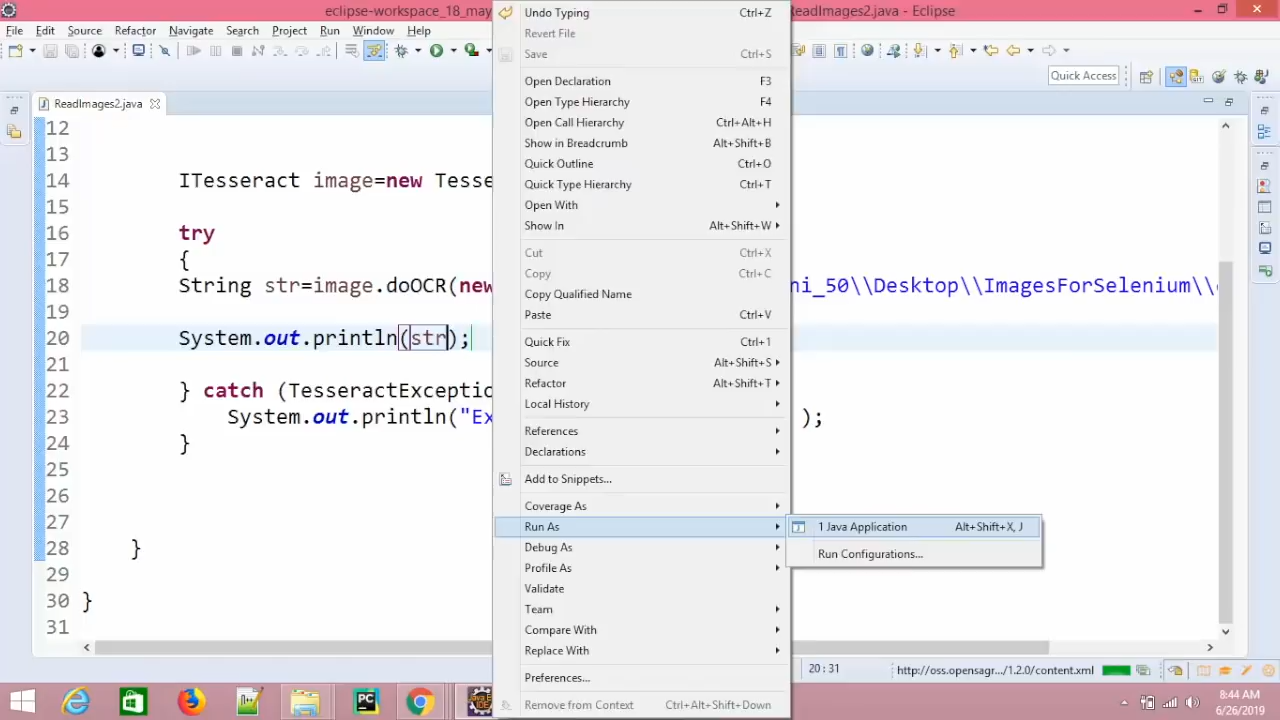 eclipse-workspace_18_may
ReadImages2.java - Eclipse
File Edit Source Refactor Navigate Search Project Run Window Help
Quick Access
ReadImages2.java
12
13
14 ITesseract image=new Tesse
15
16 try
17 {
18 String str=image.doOCR(new ni_50\\Desktop\\ImagesForSelenium\\
19
20 System.out.println(str);
21
22 } catch (TesseractExceptio
23 System.out.println("Ex );
24 }
25
26
27
28 }
29
30 }
31
Undo Typing Ctrl+Z
Revert File
Save Ctrl+S
Open Declaration F3
Open Type Hierarchy F4
Open Call Hierarchy Ctrl+Alt+H
Show in Breadcrumb Alt+Shift+B
Quick Outline Ctrl+O
Quick Type Hierarchy Ctrl+T
Open With
Show In Alt+Shift+W
Cut Ctrl+X
Copy Ctrl+C
Copy Qualified Name
Paste Ctrl+V
Quick Fix Ctrl+1
Source Alt+Shift+S
Refactor Alt+Shift+T
Local History
References
Declarations
Add to Snippets...
Coverage As
Run As
Debug As
Profile As
Validate
Team
Compare With
Replace With
Preferences...
Remove from Context Ctrl+Alt+Shift+Down
1 Java Application Alt+Shift+X, J
Run Configurations...
20 : 31
http://oss.opensagr.../1.2.0/content.xml
PC
8:44 AM
6/26/2019